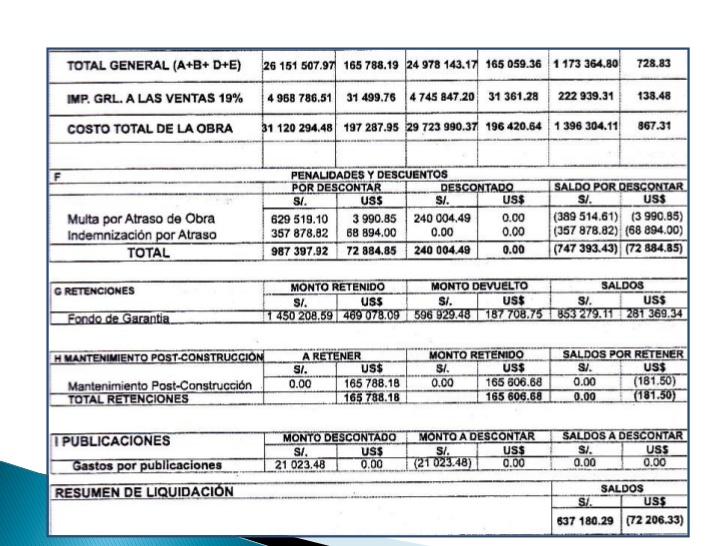 TOTAL GENERAL (A+B+ D+E) 26 151 507.97 165 788.19 24 978 143.17 165 059.36 1 173 364.80 728.83
IMP. GRL. A LAS VENTAS 19% 4 968 786.51 31 499.76 4 745 847.20 31 361.28 222 939.31 138.48
COSTO TOTAL DE LA OBRA 31 120 294.48 197 287.95 29 723 990.37 196 420.64 1 396 304.11 867.31
F PENALIDADES Y DESCUENTOS
POR DESCONTAR DESCONTADO SALDO POR DESCONTAR
S/. US$ S/. US$ S/. US$
Multa por Atraso de Obra 629 519.10 3 990.85 240 004.49 0.00 (389 514.61) (3 990.85)
Indemnización por Atraso 357 878.82 68 894.00 0.00 0.00 (357 878.82) (68 894.00)
TOTAL 987 397.92 72 884.85 240 004.49 0.00 (747 393.43) (72 884.85)
G RETENCIONES MONTO RETENIDO MONTO DEVUELTO SALDOS
S/. US$ S/. US$ S/. US$
Fondo de Garantia 1 450 208.59 469 078.09 596 929.48 187 708.75 853 279.11 281 369.34
H MANTENIMIENTO POST-CONSTRUCCIÓN A RETENER MONTO RETENIDO SALDOS POR RETENER
S/. US$ S/. US$ S/. US$
Mantenimiento Post-Construcción 0.00 165 788.18 0.00 165 606.68 0.00 (181.50)
TOTAL RETENCIONES 165 788.18 165 606.68 0.00 (181.50)
I PUBLICACIONES MONTO DESCONTADO MONTO A DESCONTAR SALDOS A DESCONTAR
S/. US$ S/. US$ S/. US$
Gastos por publicaciones 21 023.48 0.00 (21 023.48) 0.00 0.00 0.00
RESUMEN DE LIQUIDACIÓN SALDOS
S/. US$
637 180.29 (72 206.33)